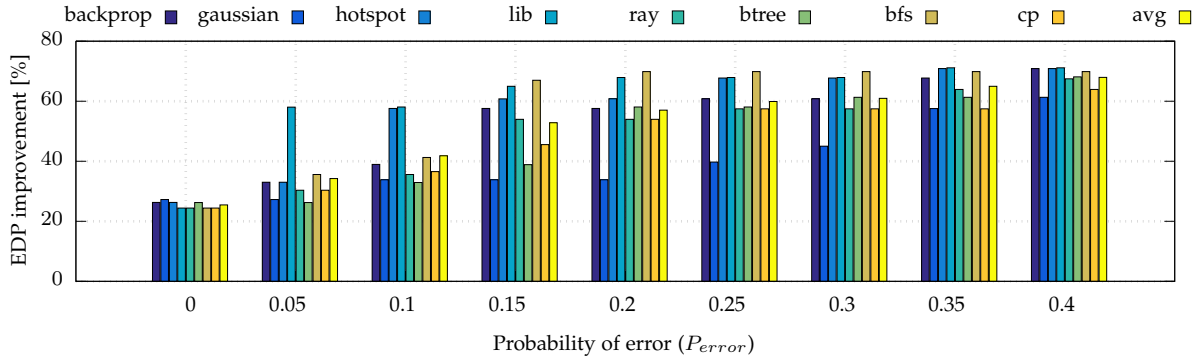 backprop gaussian hotspot lib ray btree bfs cp avg
80
60
40
20
0
EDP improvement [%]
0 0.05 0.1 0.15 0.2 0.25 0.3 0.35 0.4
Probability of error (P_error)